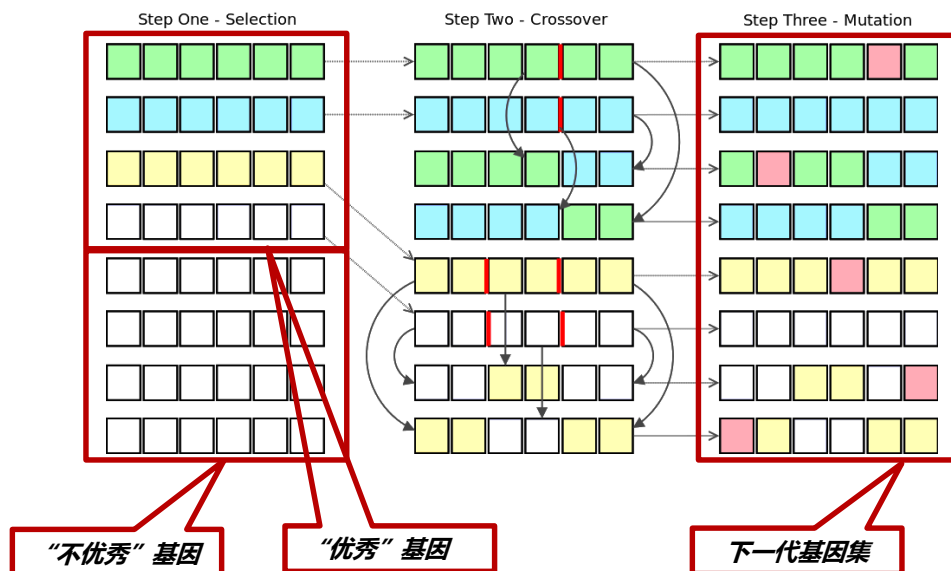 Step One - Selection
Step Two - Crossover
Step Three - Mutation
“不优秀”基因
“优秀”基因
下一代基因集